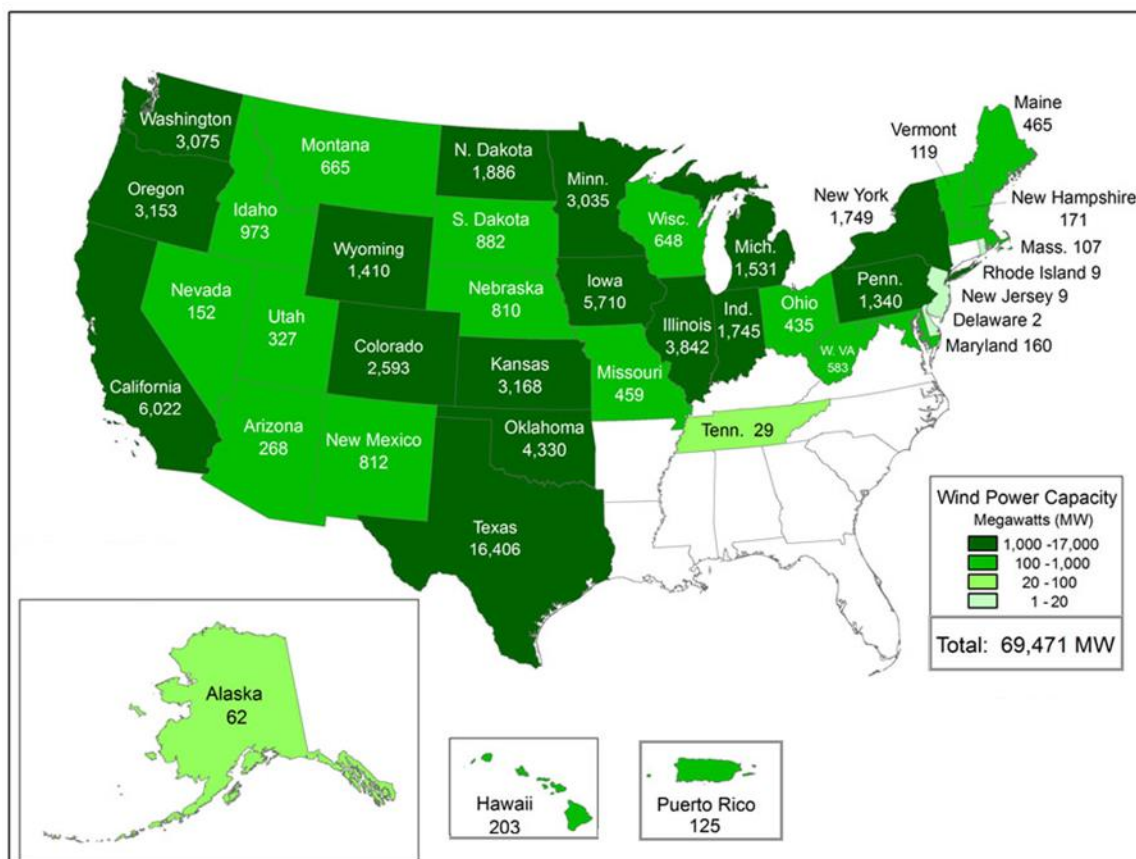 Washington
3,075
Oregon
3,153
California
6,022
Nevada
152
Idaho
973
Montana
665
Wyoming
1,410
Utah
327
Colorado
2,593
Arizona
268
New Mexico
812
N. Dakota
1,886
S. Dakota
882
Nebraska
810
Kansas
3,168
Oklahoma
4,330
Texas
16,406
Minn.
3,035
Iowa
5,710
Missouri
459
Wisc.
648
Illinois
3,842
Mich.
1,531
Ind.
1,745
Ohio
435
W. VA
583
Tenn. 29
Penn.
1,340
New York
1,749
Vermont
119
Maine
465
New Hampshire
171
Mass. 107
Rhode Island 9
New Jersey 9
Delaware 2
Maryland 160
Wind Power Capacity
Megawatts (MW)
1,000 -17,000
100 -1,000
20 -100
1 - 20
Total: 69,471 MW
Alaska
62
Hawaii
203
Puerto Rico
125